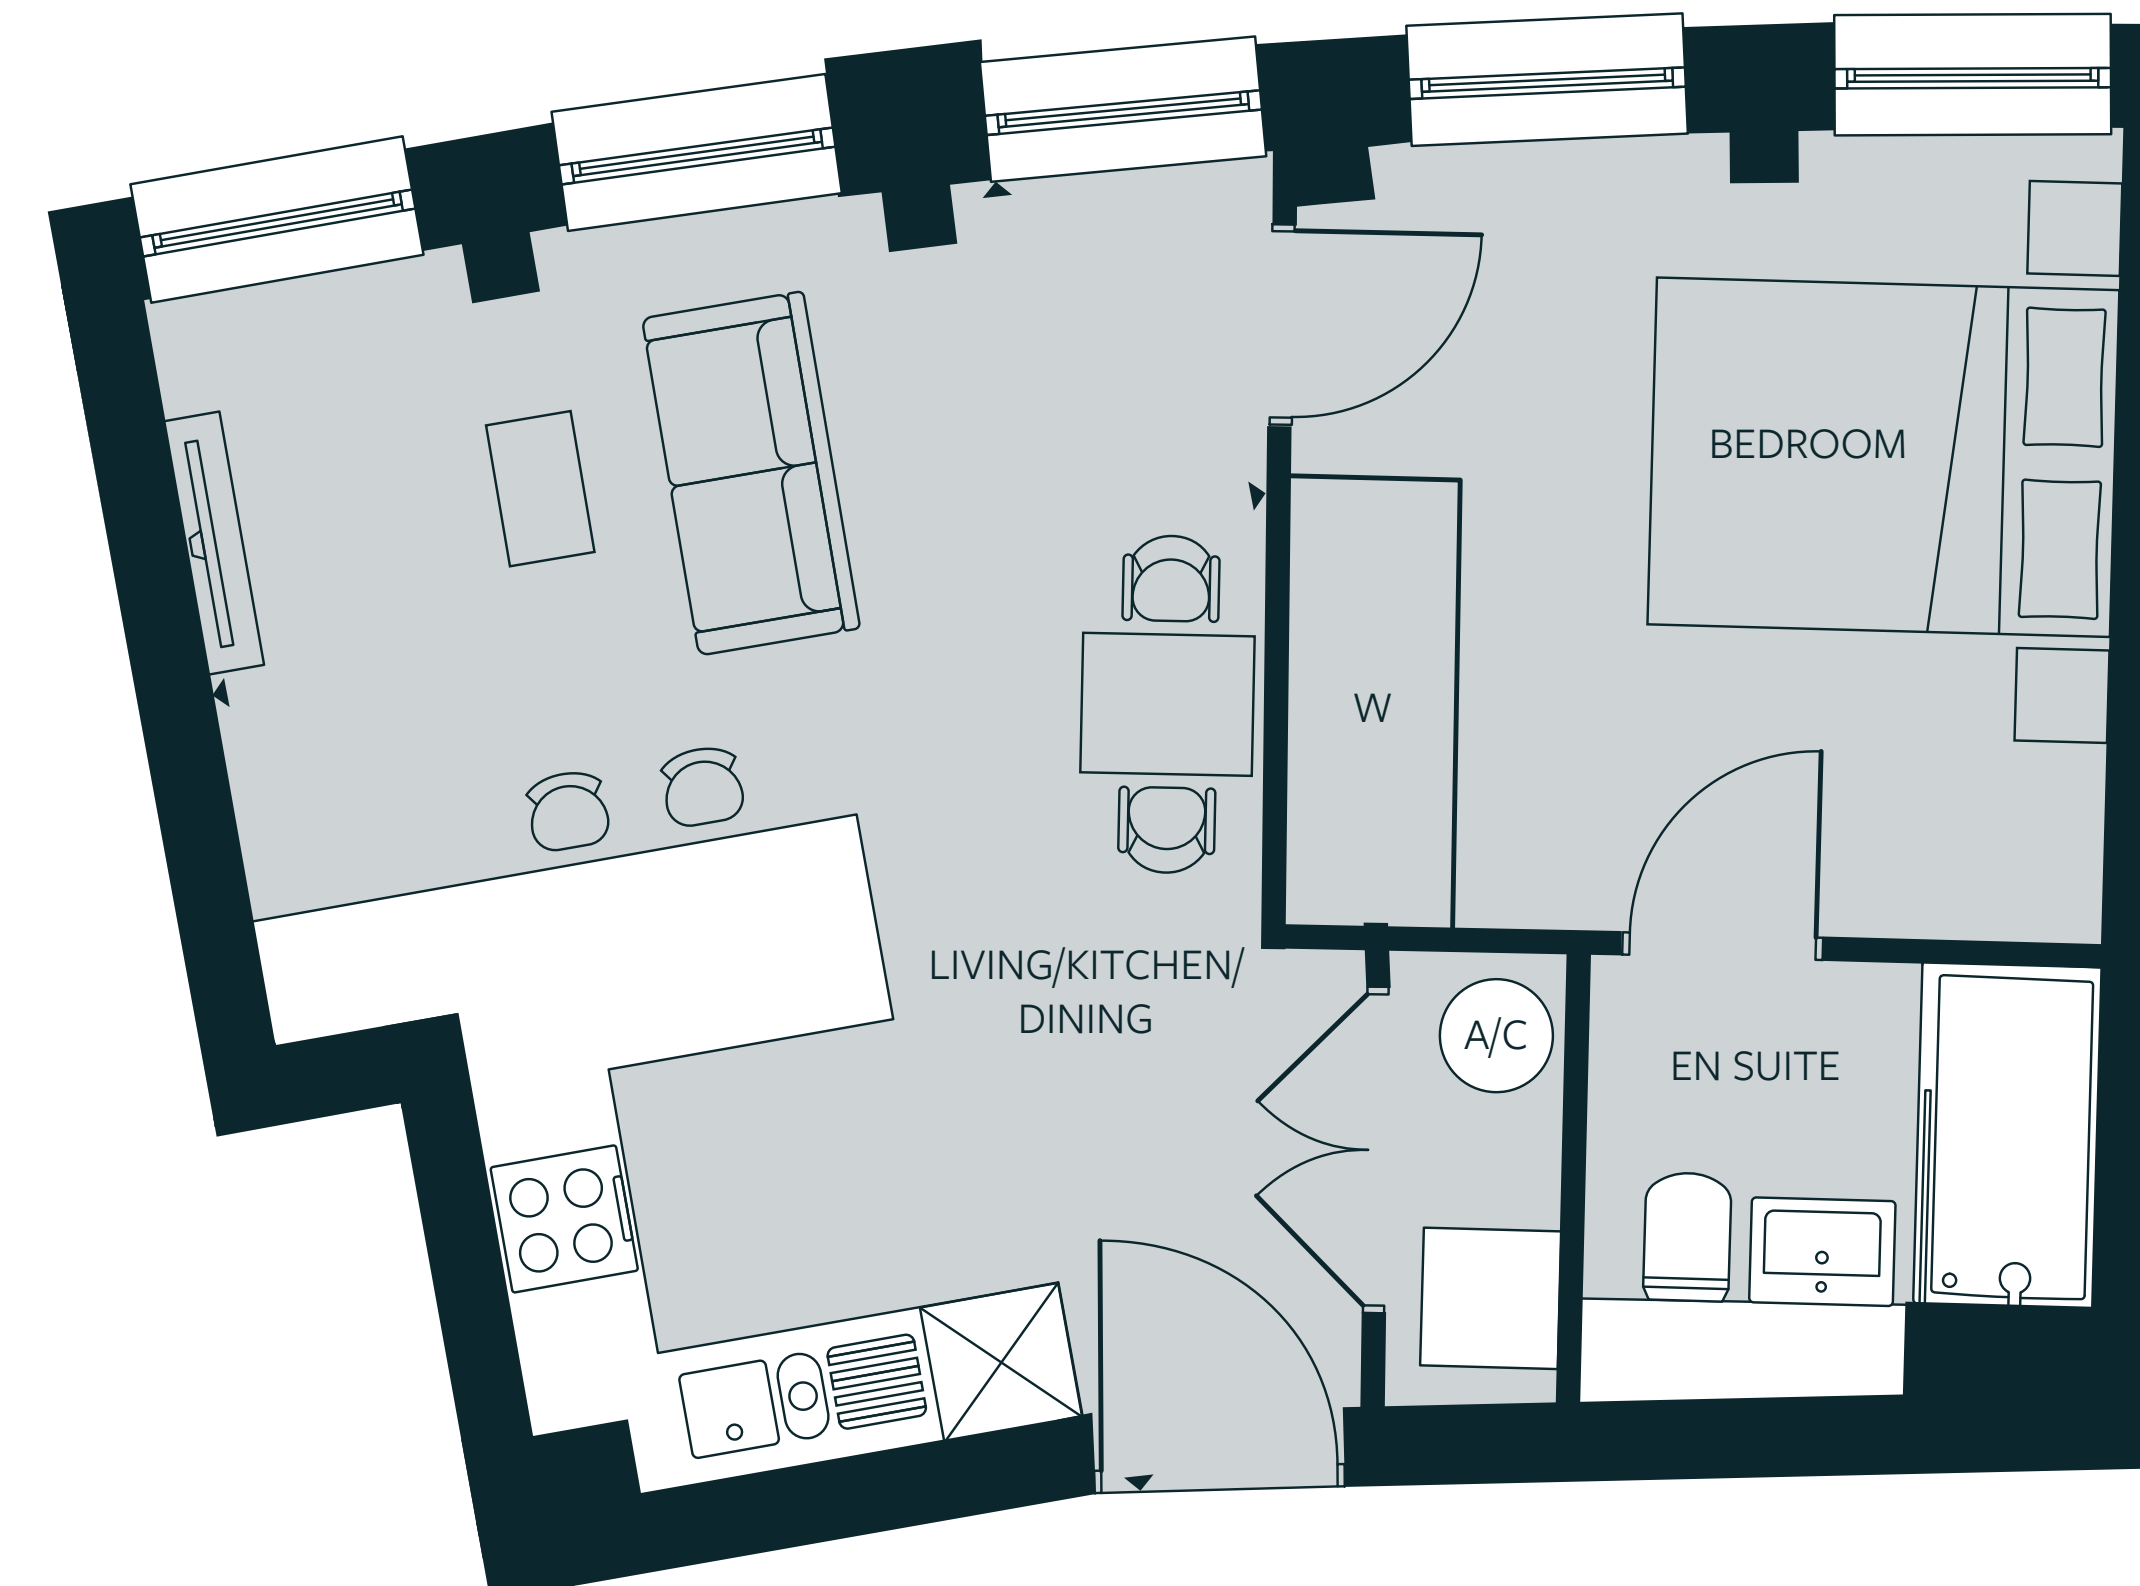 BEDROOM
W
LIVING/KITCHEN/
DINING
A/C
EN SUITE